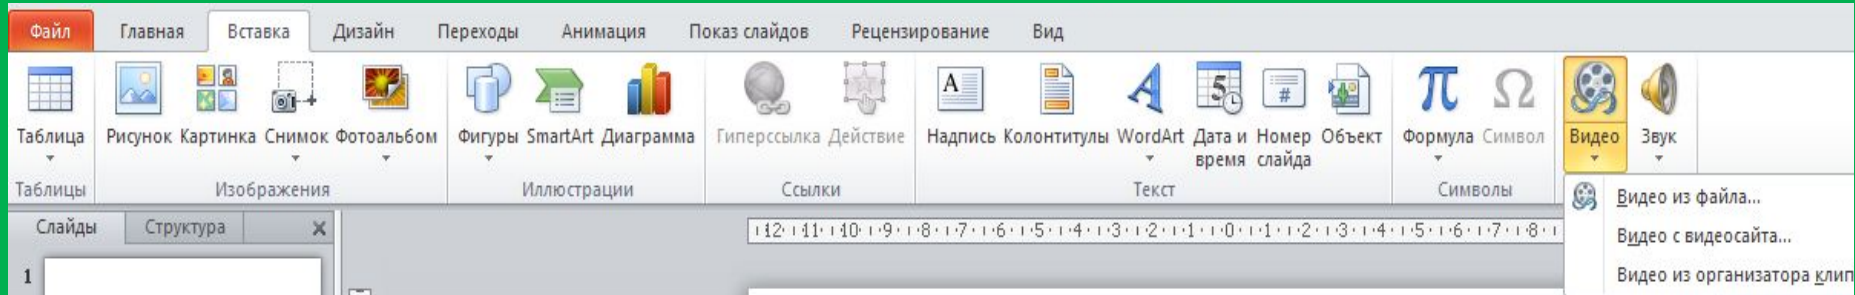 Файл Главная Вставка Дизайн Переходы Анимация Показ слайдов Рецензирование Вид
Таблица Рисунок Картинка Снимок Фотоальбом Фигуры SmartArt Диаграмма Гиперссылка Действие Надпись Колонтитулы WordArt Дата и время Номер слайда Объект Формула Символ Видео Звук
Таблицы Изображения Иллюстрации Ссылки Текст Символы
Видео из файла...
Видео с видеосайта...
Видео из организатора клип
Слайды Структура
12 11 10 9 8 7 6 5 4 3 2 1 0 1 2 3 4 5 6 7 8
1